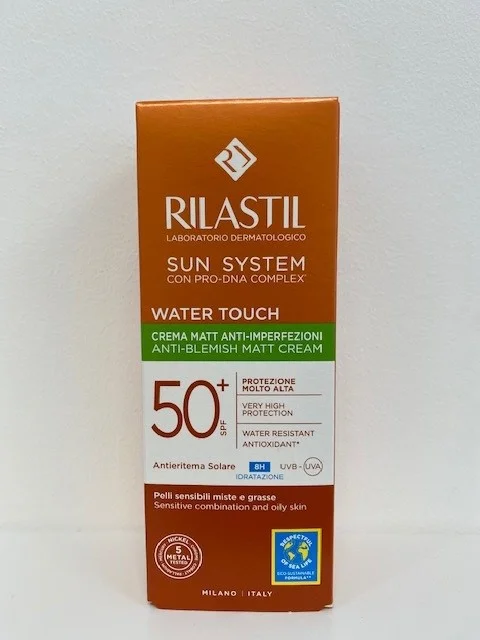 RILASTIL
LABORATORIO DERMATOLOGICO
SUN SYSTEM
CON PRO-DNA COMPLEX
WATER TOUCH
CREMA MATT ANTI-IMPERFEZIONI
ANTI-BLEMISH MATT CREAM
50+
SPF
PROTEZIONE
MOLTO ALTA
VERY HIGH
PROTECTION
WATER RESISTANT
ANTIOXIDANT*
Antieritema Solare
8H
IDRATAZIONE
UVB - UVA
Pelli sensibili miste e grasse
Sensitive combination and oily skin
NICKEL
5
METAL
TESTED
RESPECTFUL
OF SEA LIFE
ECO-SUSTAINABLE
FORMULA**
MILANO | ITALY